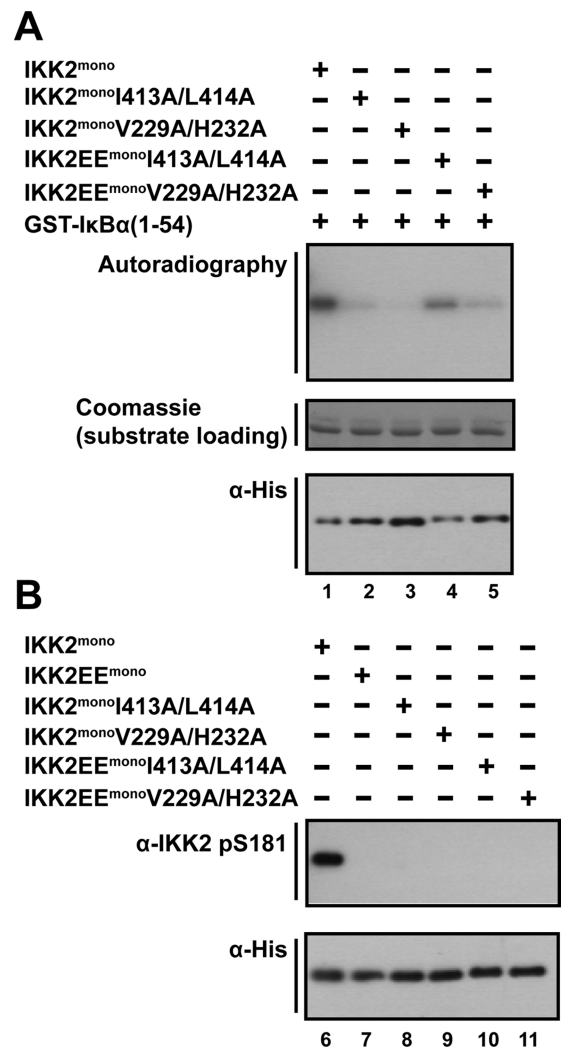 A
IKK2mono + – – – –
IKK2monoI413A/L414A – + – – –
IKK2monoV229A/H232A – – + – –
IKK2EEmonoI413A/L414A – – – + –
IKK2EEmonoV229A/H232A – – – – +
GST-IκBα(1-54) + + + + +
Autoradiography
Coomassie
(substrate loading)
α-His
1 2 3 4 5
B
IKK2mono + – – – – –
IKK2EEmono – + – – – –
IKK2monoI413A/L414A – – + – – –
IKK2monoV229A/H232A – – – + – –
IKK2EEmonoI413A/L414A – – – – + –
IKK2EEmonoV229A/H232A – – – – – +
α-IKK2 pS181
α-His
6 7 8 9 10 11